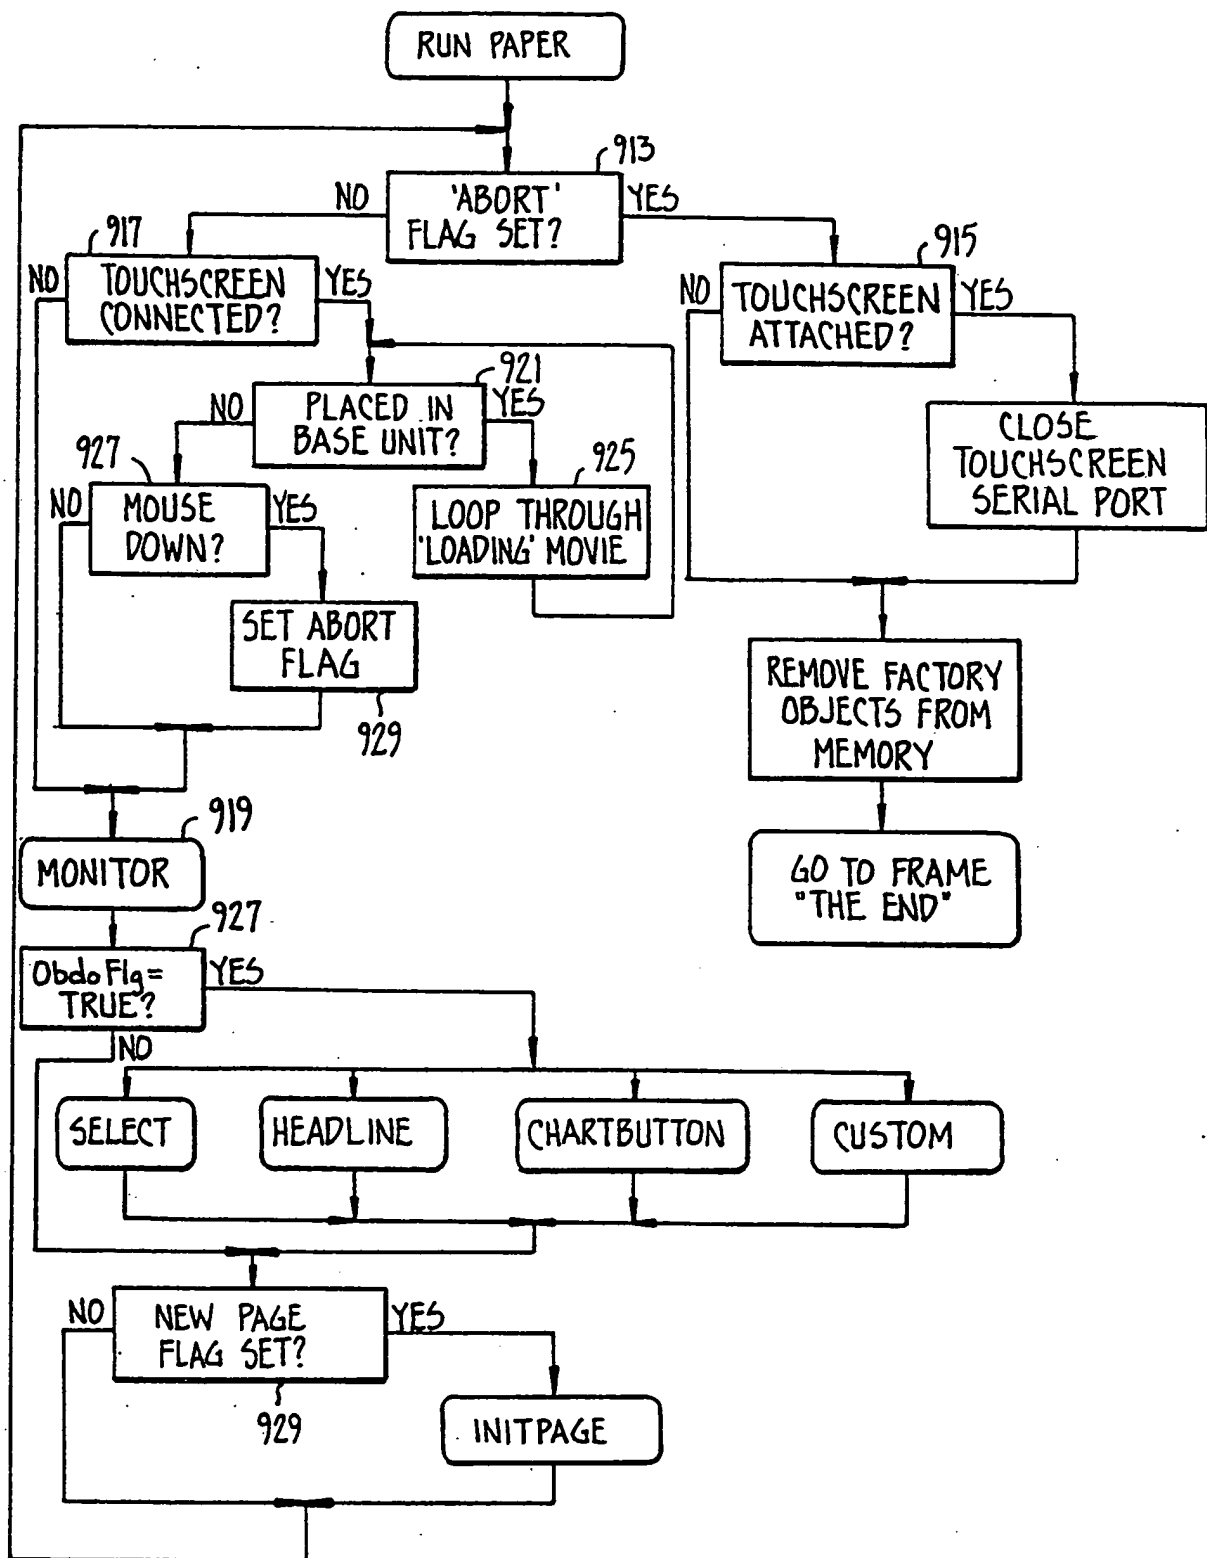 RUN PAPER
913
NO
'ABORT'
FLAG SET?
YES
917
NO
TOUCHSCREEN
CONNECTED?
YES
915
NO
TOUCHSCREEN
ATTACHED?
YES
921
NO
PLACED IN
BASE UNIT?
YES
CLOSE
TOUCHSCREEN
SERIAL PORT
927
NO
MOUSE
DOWN?
YES
925
LOOP THROUGH
'LOADING' MOVIE
SET ABORT
FLAG
929
REMOVE FACTORY
OBJECTS FROM
MEMORY
919
MONITOR
GO TO FRAME
"THE END"
927
ObdoFlg=
TRUE?
YES
NO
SELECT
HEADLINE
CHARTBUTTON
CUSTOM
NO
NEW PAGE
FLAG SET?
YES
929
INITPAGE